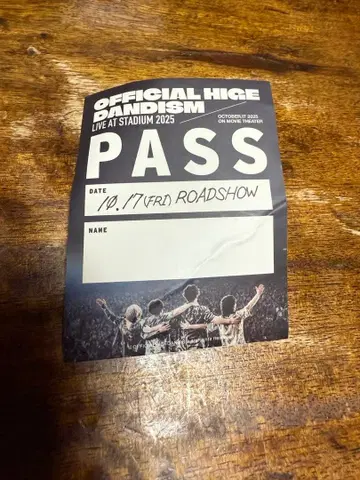 OFFICIAL HIGE
DANDISM
LIVE AT STADIUM 2025
OCTOBER.17 2025
ON MOVIE THEATER
PASS
DATE
10.17(FRI) ROADSHOW
NAME